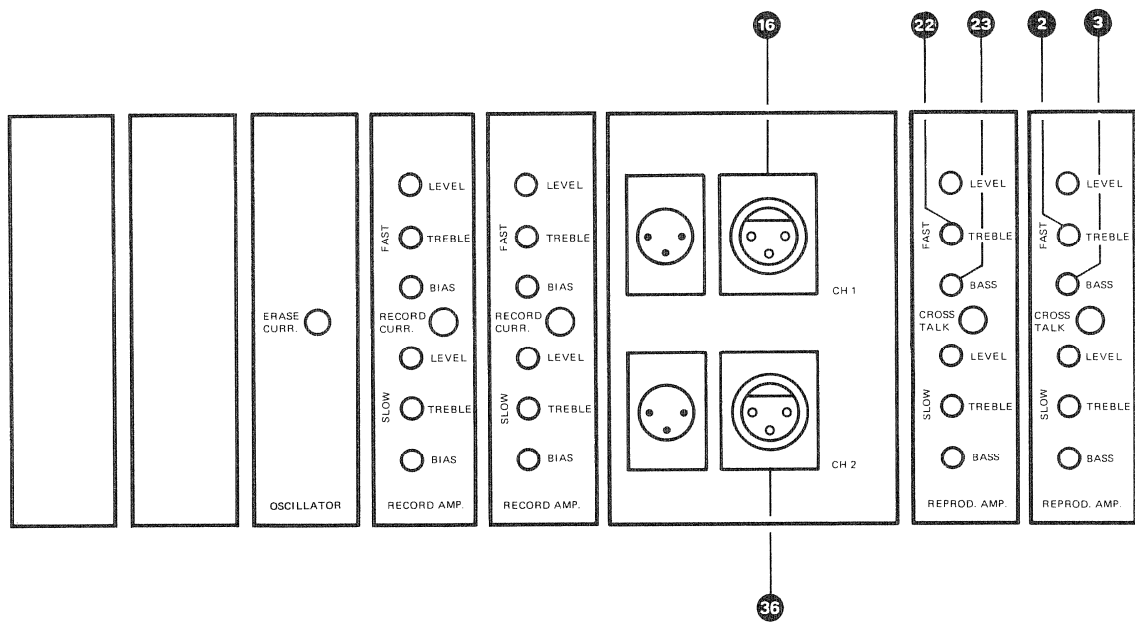 16 22 23 2 3
ERASE
CURR.
OSCILLATOR
FAST
LEVEL
TREBLE
BIAS
RECORD
CURR.
SLOW
LEVEL
TREBLE
BIAS
RECORD AMP.
FAST
LEVEL
TREBLE
BIAS
RECORD
CURR.
SLOW
LEVEL
TREBLE
BIAS
RECORD AMP.
CH 1
CH 2
FAST
LEVEL
TREBLE
BASS
CROSS
TALK
SLOW
LEVEL
TREBLE
BASS
REPROD. AMP.
FAST
LEVEL
TREBLE
BASS
CROSS
TALK
SLOW
LEVEL
TREBLE
BASS
REPROD. AMP.
36